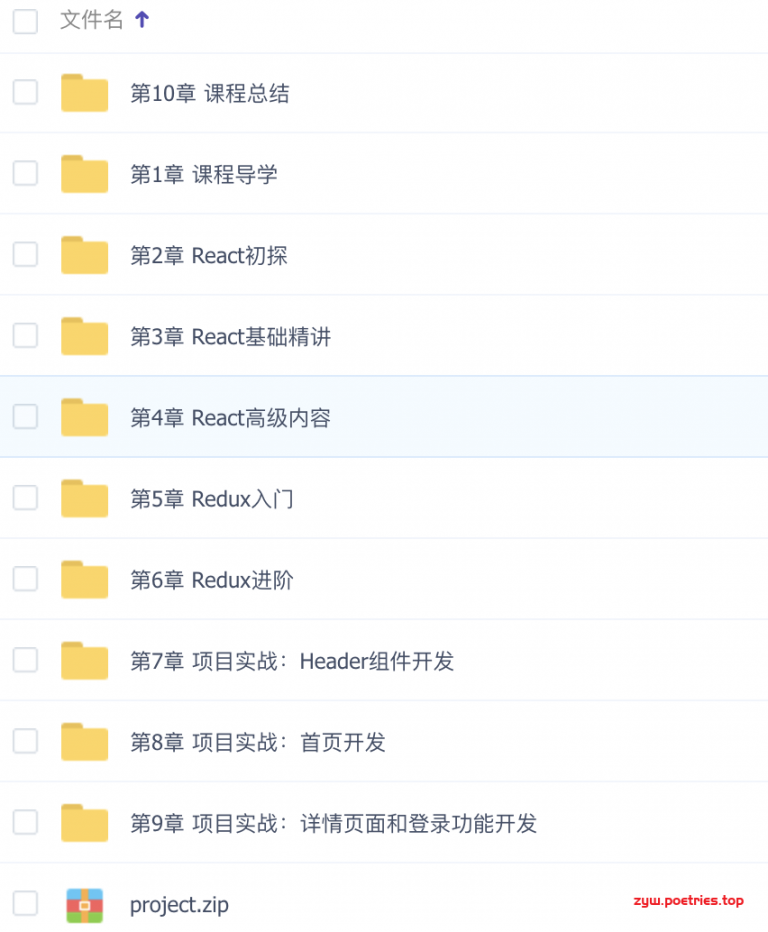 文件名
第10章 课程总结
第1章 课程导学
第2章 React初探
第3章 React基础精讲
第4章 React高级内容
第5章 Redux入门
第6章 Redux进阶
第7章 项目实战：Header组件开发
第8章 项目实战：首页开发
第9章 项目实战：详情页面和登录功能开发
project.zip
zyw.poetries.top